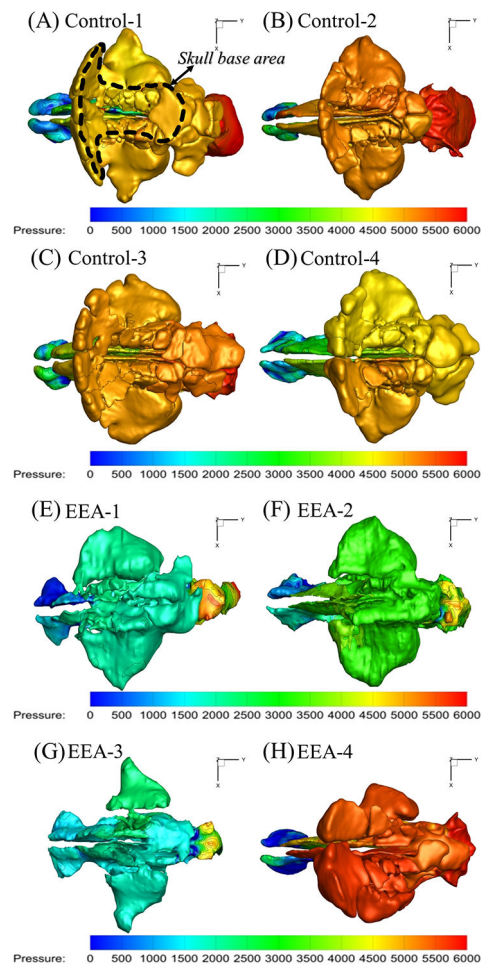 (A) Control-1
Skull base area
Z Y
X
(B) Control-2
Z Y
X
Pressure: 0 500 1000 1500 2000 2500 3000 3500 4000 4500 5000 5500 6000
(C) Control-3
Z Y
X
(D) Control-4
Z Y
X
Pressure: 0 500 1000 1500 2000 2500 3000 3500 4000 4500 5000 5500 6000
(E) EEA-1
Z Y
X
(F) EEA-2
Z Y
X
Pressure: 0 500 1000 1500 2000 2500 3000 3500 4000 4500 5000 5500 6000
(G) EEA-3
Z Y
X
(H) EEA-4
Z Y
X
Pressure: 0 500 1000 1500 2000 2500 3000 3500 4000 4500 5000 5500 6000